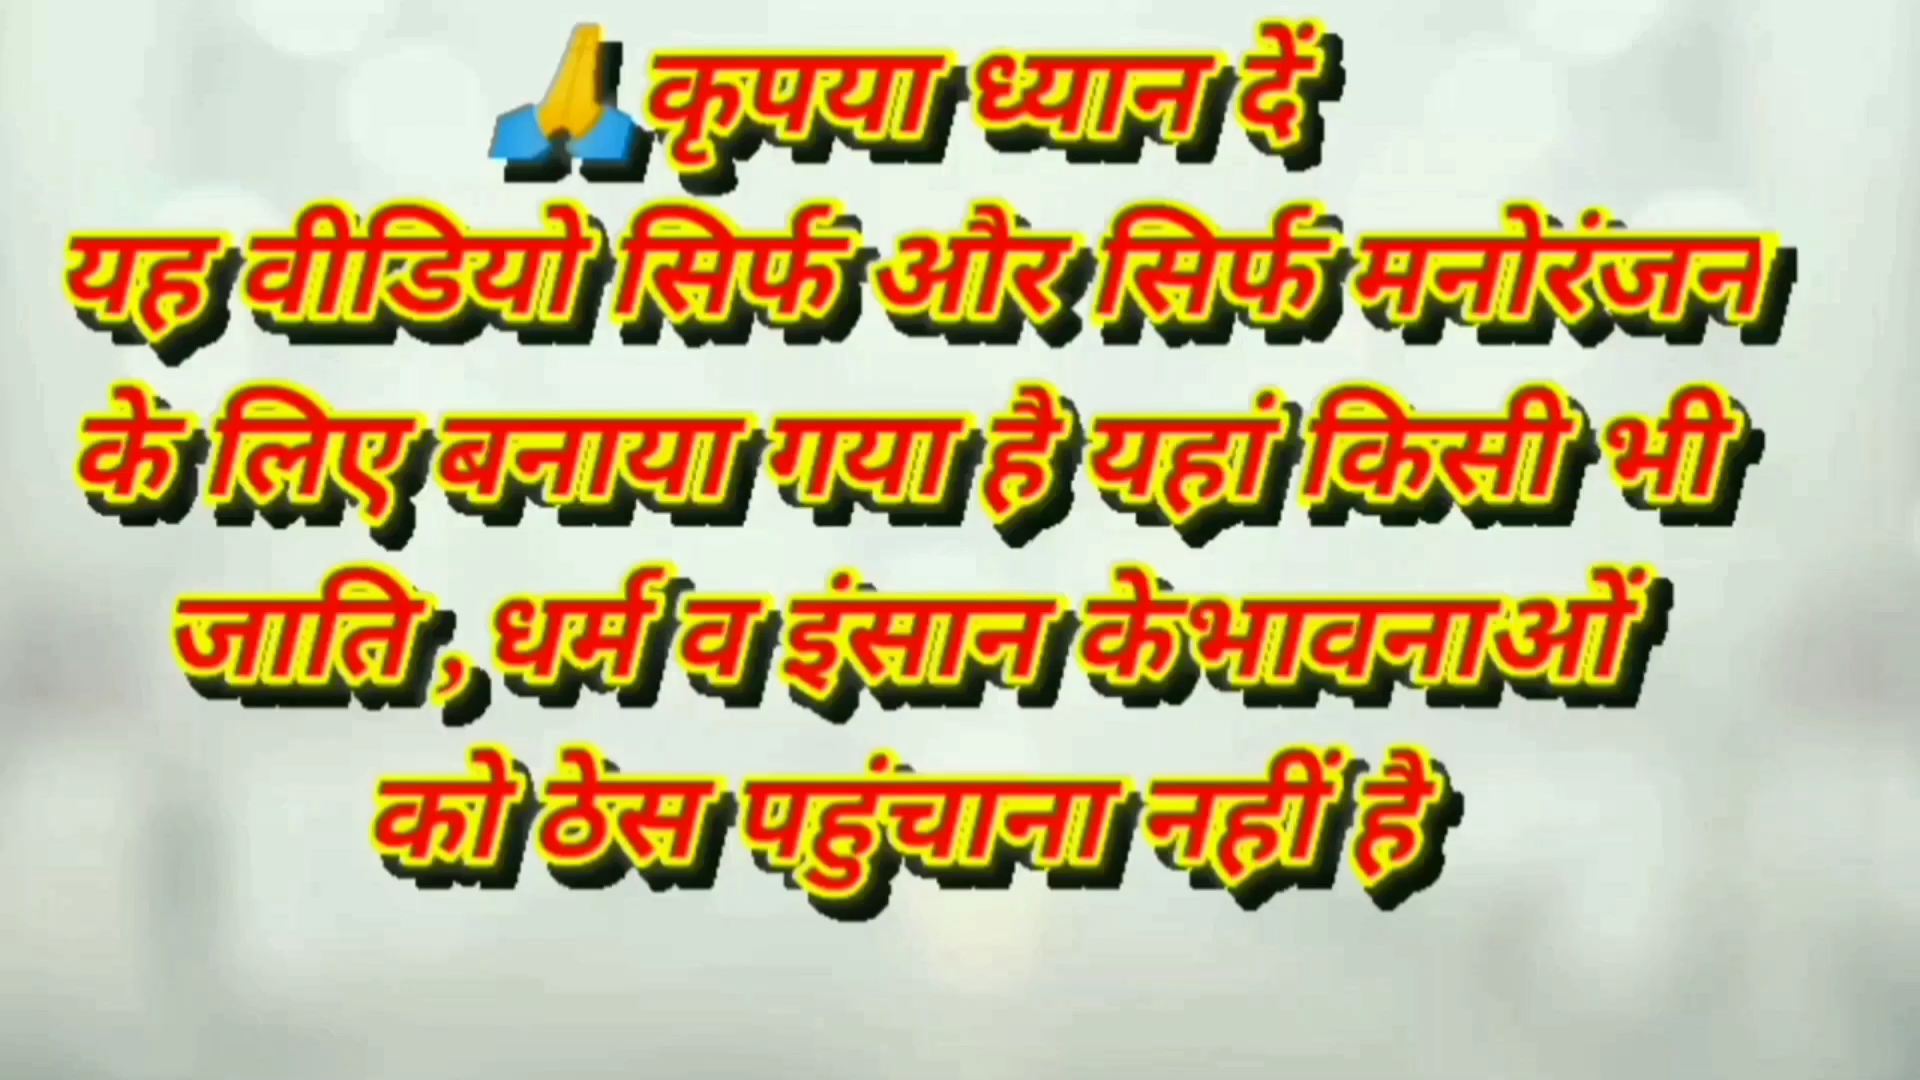 🙏कृपया ध्यान दें
यह वीडियो सिर्फ और सिर्फ मनोरंजन
के लिए बनाया गया है यहां किसी भी
जाति , धर्म व इंसान केभावनाओं
को ठेस पहुंचाना नहीं है